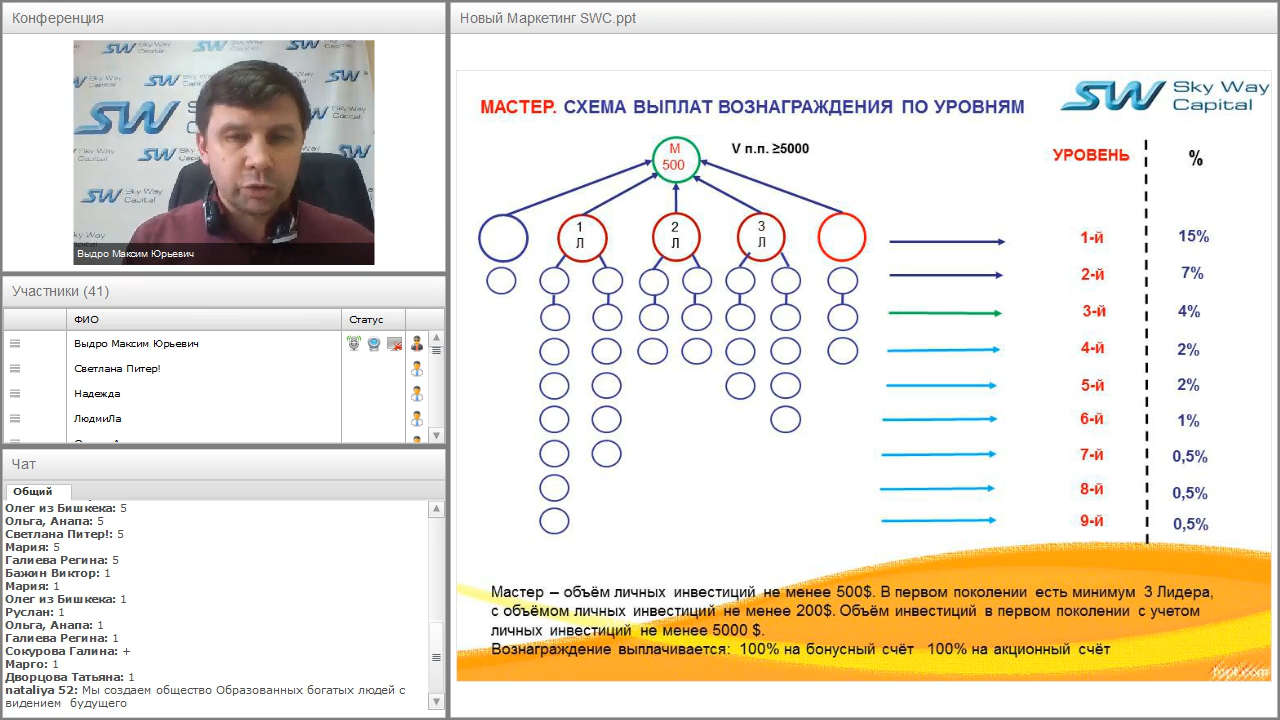 Конференция
SW
Sky Way
Capital
Выдро Максим Юрьевич
Участники (41)
ФИО
Статус
Выдро Максим Юрьевич
Светлана Питер!
Надежда
ЛюдмиЛа
Чат
Общий
Олег из Бишкека: 5
Ольга, Анапа: 5
Светлана Питер!: 5
Мария: 5
Галиева Регина: 5
Бажин Виктор: 1
Мария: 1
Олег из Бишкека: 1
Руслан: 1
Ольга, Анапа: 1
Галиева Регина: 1
Сокурова Галина: +
Марго: 1
Дворцова Татьяна: 1
nataliya 52: Мы создаем общество Образованных богатых людей с
видением будущего
Новый Маркетинг SWC.ppt
МАСТЕР. СХЕМА ВЫПЛАТ ВОЗНАГРАЖДЕНИЯ ПО УРОВНЯМ
SW Sky Way
Capital
М
500
V п.п. ≥5000
УРОВЕНЬ %
1
Л
2
Л
3
Л
1-й 15%
2-й 7%
3-й 4%
4-й 2%
5-й 2%
6-й 1%
7-й 0,5%
8-й 0,5%
9-й 0,5%
Мастер – объём личных инвестиций не менее 500$. В первом поколении есть минимум 3 Лидера,
с объёмом личных инвестиций не менее 200$. Объём инвестиций в первом поколении с учетом
личных инвестиций не менее 5000 $.
Вознаграждение выплачивается: 100% на бонусный счёт 100% на акционный счёт
fppt.com